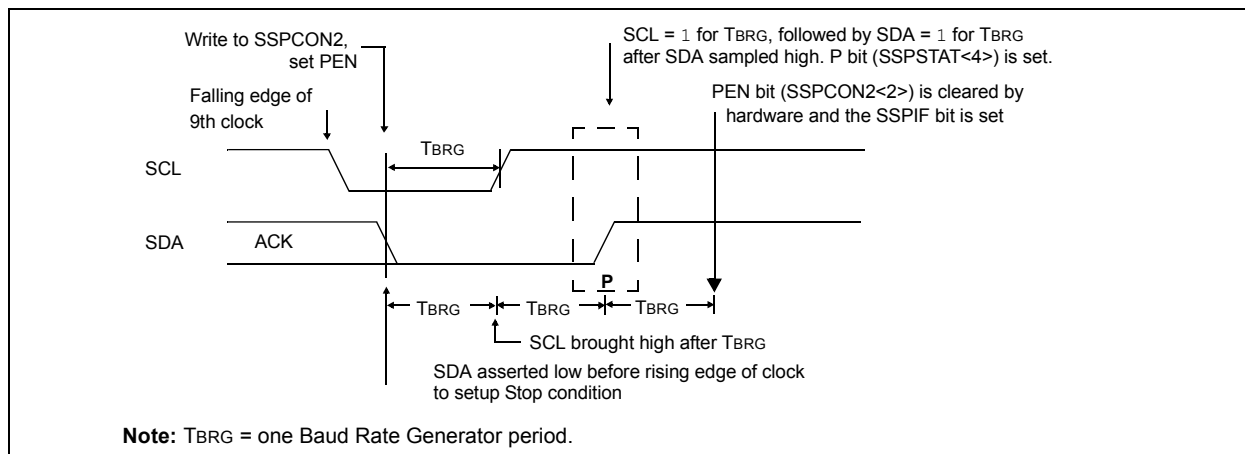 Write to SSPCON2,
set PEN
SCL = 1 for TBRG, followed by SDA = 1 for TBRG
after SDA sampled high. P bit (SSPSTAT<4>) is set.
Falling edge of
9th clock
PEN bit (SSPCON2<2>) is cleared by
hardware and the SSPIF bit is set
TBRG
SCL
SDA
ACK
P
TBRG
TBRG
TBRG
SCL brought high after TBRG
SDA asserted low before rising edge of clock
to setup Stop condition
Note: TBRG = one Baud Rate Generator period.